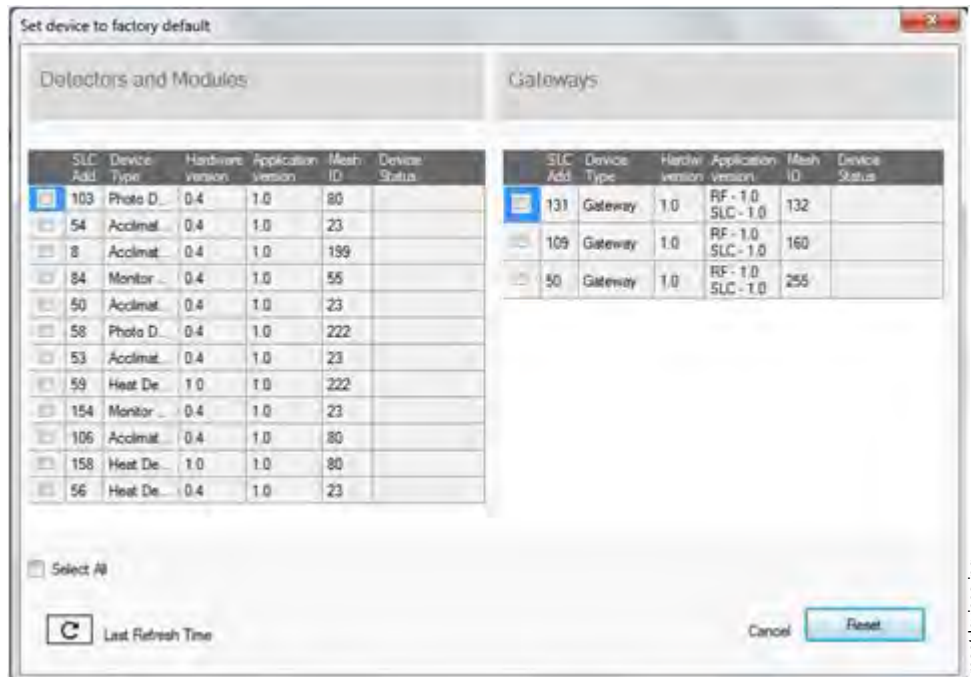 Set device to factory default
Detectors and Modules
SLC Add Device Type Hardware version Application version Mesh ID Device Status
103 Photo D... 0.4 1.0 80
54 Acclimat... 0.4 1.0 23
8 Acclimat... 0.4 1.0 199
84 Monitor ... 0.4 1.0 55
50 Acclimat... 0.4 1.0 23
58 Photo D... 0.4 1.0 222
53 Acclimat... 0.4 1.0 23
59 Heat De... 1.0 1.0 222
154 Monitor ... 0.4 1.0 23
106 Acclimat... 0.4 1.0 80
158 Heat De... 1.0 1.0 80
56 Heat De... 0.4 1.0 23
Gateways
SLC Add Device Type Hardwa version Application version Mesh ID Device Status
131 Gateway 1.0 RF - 1.0 SLC - 1.0 132
109 Gateway 1.0 RF - 1.0 SLC - 1.0 160
50 Gateway 1.0 RF - 1.0 SLC - 1.0 255
Select All
Last Refresh Time
Cancel
Reset